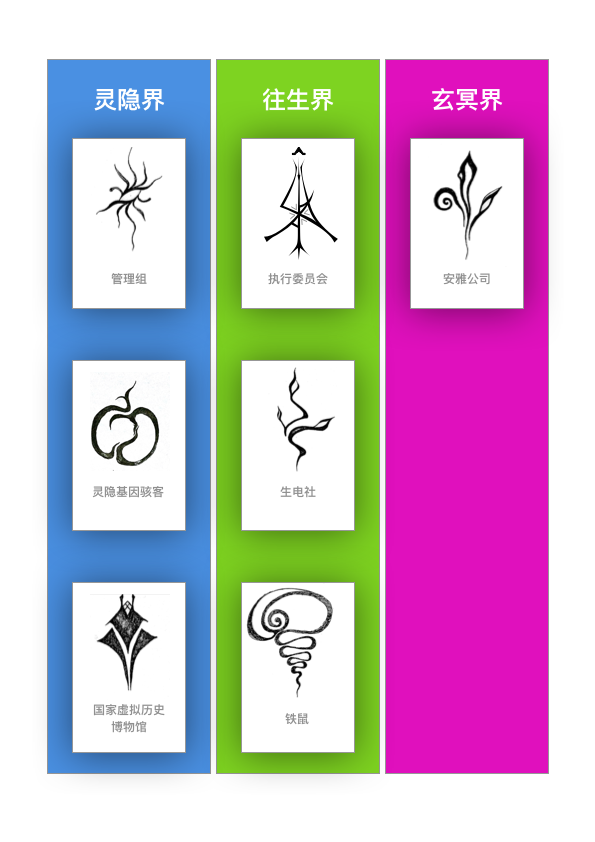 灵隐界
往生界
玄冥界
管理组
执行委员会
安雅公司
灵隐基因骇客
生电社
国家虚拟历史
博物馆
铁鼠